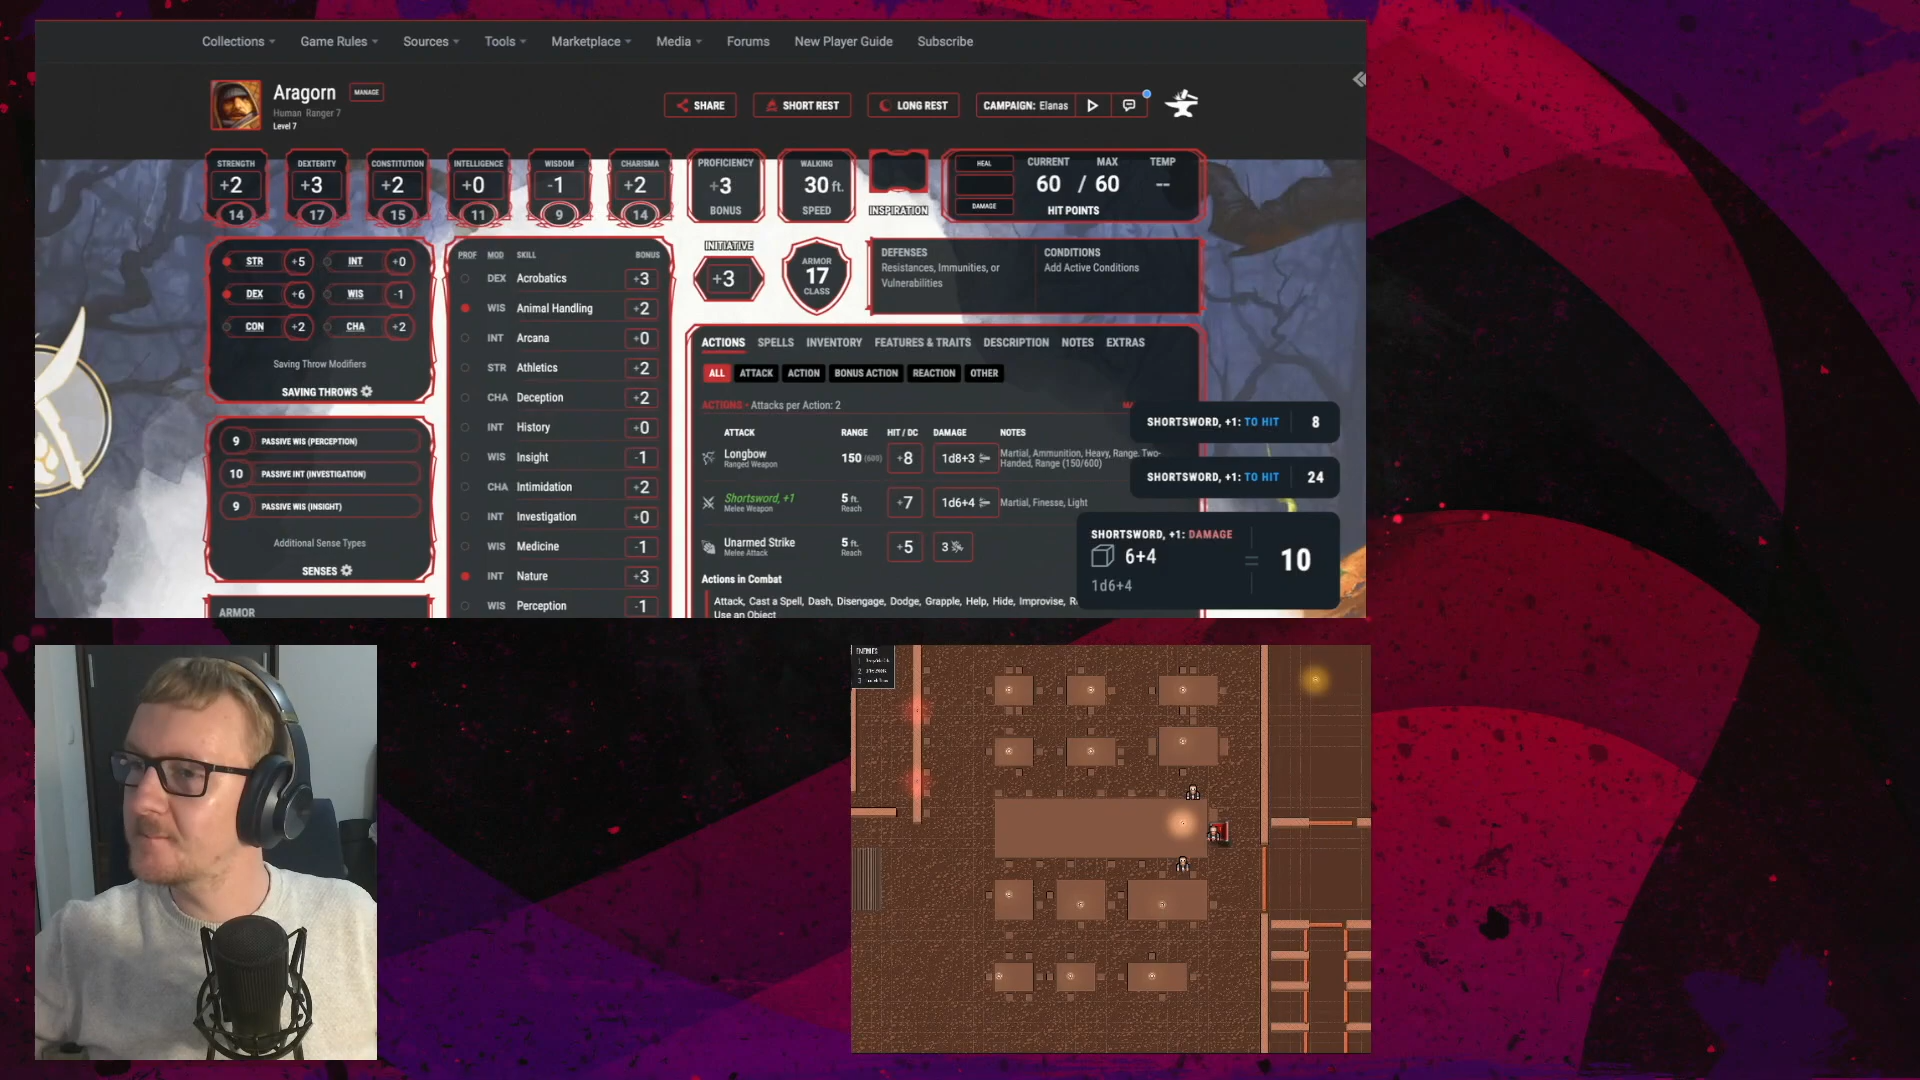 Collections Game Rules Sources Tools Marketplace Media Forums New Player Guide Subscribe
Aragorn MANAGE
Human Ranger 7
Level 7
SHARE SHORT REST LONG REST CAMPAIGN: Elanas
STRENGTH +2 14
DEXTERITY +3 17
CONSTITUTION +2 15
INTELLIGENCE +0 11
WISDOM -1 9
CHARISMA +2 14
PROFICIENCY +3 BONUS
WALKING 30 ft. SPEED
INSPIRATION
HEAL
DAMAGE
CURRENT MAX TEMP
60 / 60 --
HIT POINTS
STR +5 INT +0
DEX +6 WIS -1
CON +2 CHA +2
Saving Throw Modifiers
SAVING THROWS
9 PASSIVE WIS (PERCEPTION)
10 PASSIVE INT (INVESTIGATION)
9 PASSIVE WIS (INSIGHT)
Additional Sense Types
SENSES
ARMOR
PROF MOD SKILL BONUS
DEX Acrobatics +3
WIS Animal Handling +2
INT Arcana +0
STR Athletics +2
CHA Deception +2
INT History +0
WIS Insight -1
CHA Intimidation +2
INT Investigation +0
WIS Medicine -1
INT Nature +3
WIS Perception -1
INITIATIVE
+3
ARMOR
17
CLASS
DEFENSES
Resistances, Immunities, or
Vulnerabilities
CONDITIONS
Add Active Conditions
ACTIONS SPELLS INVENTORY FEATURES & TRAITS DESCRIPTION NOTES EXTRAS
ALL ATTACK ACTION BONUS ACTION REACTION OTHER
ACTIONS • Attacks per Action: 2
ATTACK RANGE HIT / DC DAMAGE NOTES
Longbow 150 (600) +8 1d8+3 Martial, Ammunition, Heavy, Range, Two-
Ranged Weapon Handed, Range (150/600)
Shortsword, +1 5 ft. +7 1d6+4 Martial, Finesse, Light
Melee Weapon Reach
Unarmed Strike 5 ft. +5 3
Melee Attack Reach
Actions in Combat
Attack, Cast a Spell, Dash, Disengage, Dodge, Grapple, Help, Hide, Improvise,
Use an Object
SHORTSWORD, +1: TO HIT 8
SHORTSWORD, +1: TO HIT 24
SHORTSWORD, +1: DAMAGE
6+4 = 10
1d6+4
ENEMIES
1
2
3